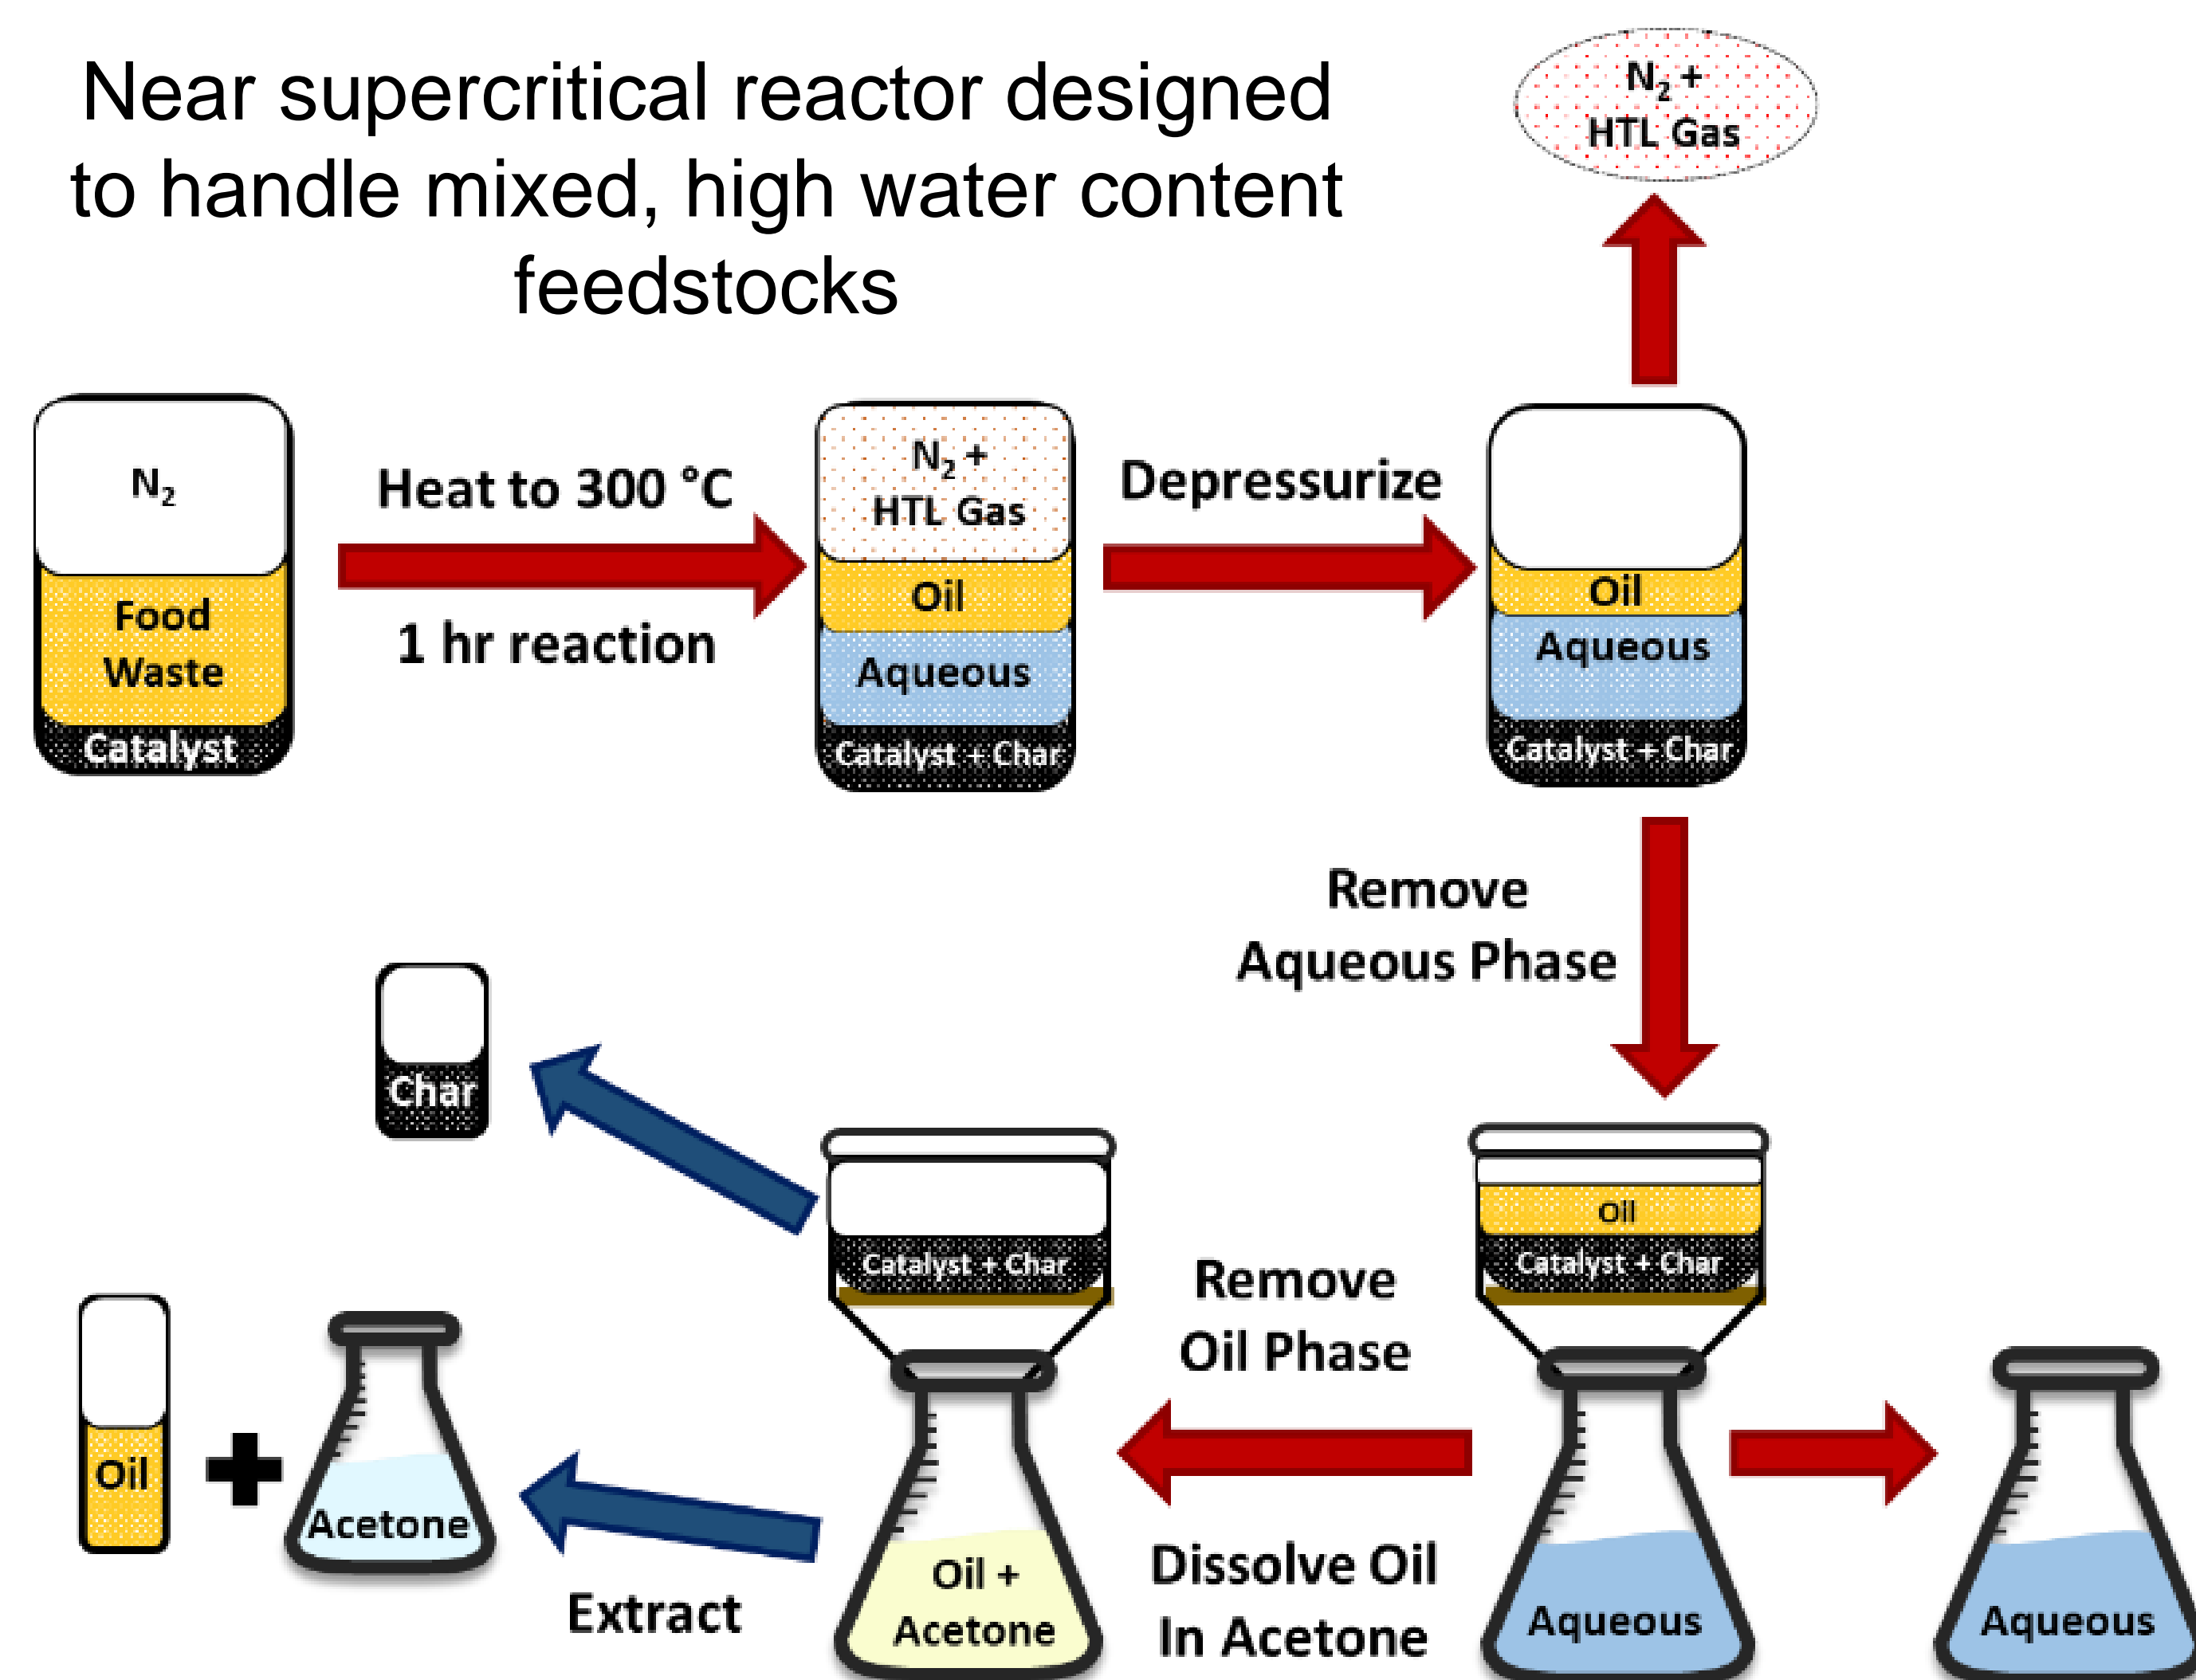 Near supercritical reactor designed
to handle mixed, high water content
feedstocks
N₂ +
HTL Gas
N₂
Food
Waste
Catalyst
Heat to 300 °C
1 hr reaction
N₂ +
HTL Gas
Oil
Aqueous
Catalyst + Char
Depressurize
Oil
Aqueous
Catalyst + Char
Remove
Aqueous Phase
Oil
Catalyst + Char
Aqueous
Aqueous
Remove
Oil Phase
Dissolve Oil
In Acetone
Catalyst + Char
Oil +
Acetone
Char
Extract
Oil
+
Acetone